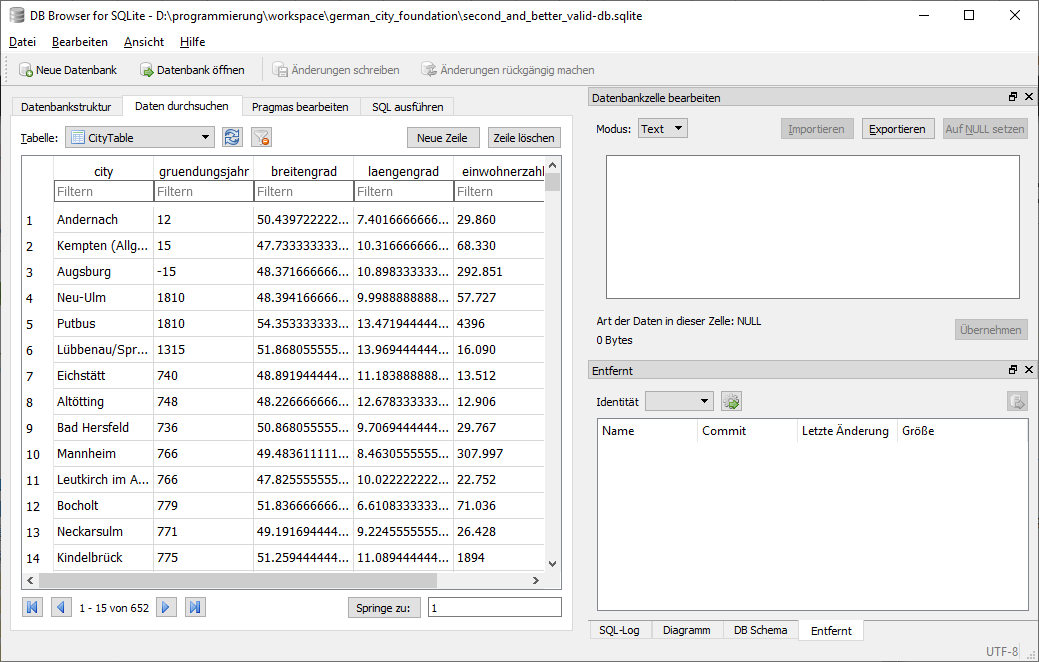 DB Browser for SQLite - D:\programmierung\workspace\german_city_foundation\second_and_better_valid-db.sqlite
Datei Bearbeiten Ansicht Hilfe
Neue Datenbank Datenbank öffnen Änderungen schreiben Änderungen rückgängig machen
Datenbankstruktur Daten durchsuchen Pragmas bearbeiten SQL ausführen
Tabelle: CityTable Neue Zeile Zeile löschen
city gruendungsjahr breitengrad laengengrad einwohnerzahl
Filtern Filtern Filtern Filtern Filtern
1 Andernach 12 50.439722222... 7.4016666666... 29.860
2 Kempten (Allg... 15 47.733333333... 10.316666666... 68.330
3 Augsburg -15 48.371666666... 10.898333333... 292.851
4 Neu-Ulm 1810 48.394166666... 9.9988888888... 57.727
5 Putbus 1810 54.353333333... 13.471944444... 4396
6 Lübbenau/Spr... 1315 51.868055555... 13.969444444... 16.090
7 Eichstätt 740 48.891944444... 11.183888888... 13.512
8 Altötting 748 48.226666666... 12.678333333... 12.906
9 Bad Hersfeld 736 50.868055555... 9.7069444444... 29.767
10 Mannheim 766 49.483611111... 8.4630555555... 307.997
11 Leutkirch im A... 766 47.825555555... 10.022222222... 22.752
12 Bocholt 779 51.836666666... 6.6108333333... 71.036
13 Neckarsulm 771 49.191694444... 9.2245555555... 26.428
14 Kindelbrück 775 51.259444444... 11.089444444... 1894
1 - 15 von 652 Springe zu: 1
Datenbankzelle bearbeiten
Modus: Text Importieren Exportieren Auf NULL setzen
Art der Daten in dieser Zelle: NULL
0 Bytes
Übernehmen
Entfernt
Identität
Name Commit Letzte Änderung Größe
SQL-Log Diagramm DB Schema Entfernt
UTF-8